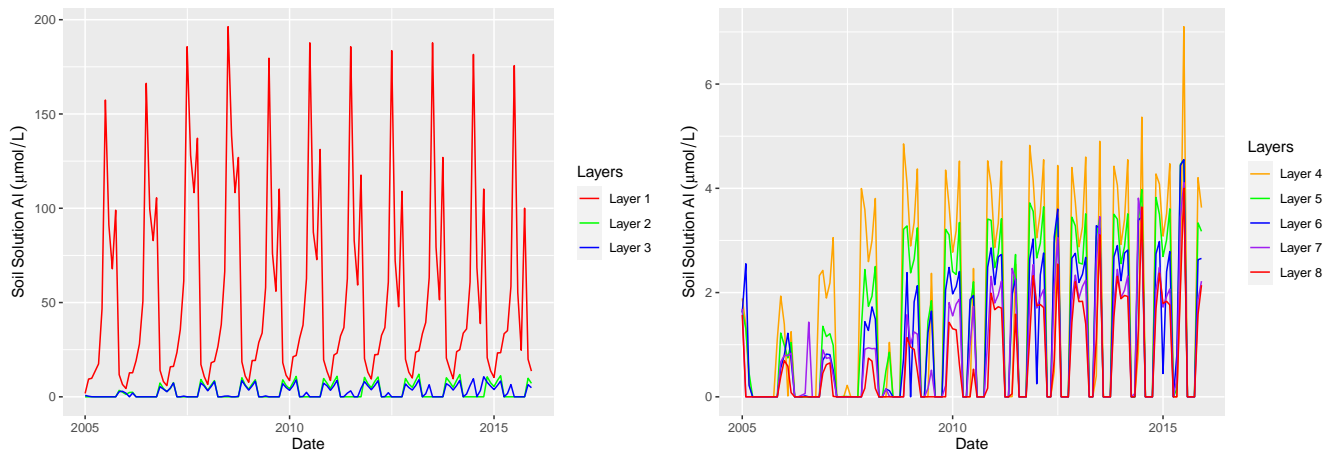 200
150
100
50
0
Soil Solution Al (μmol/L)
2005
2010
2015
Date
Layers
Layer 1
Layer 2
Layer 3
6
4
2
0
Soil Solution Al (μmol/L)
2005
2010
2015
Date
Layers
Layer 4
Layer 5
Layer 6
Layer 7
Layer 8